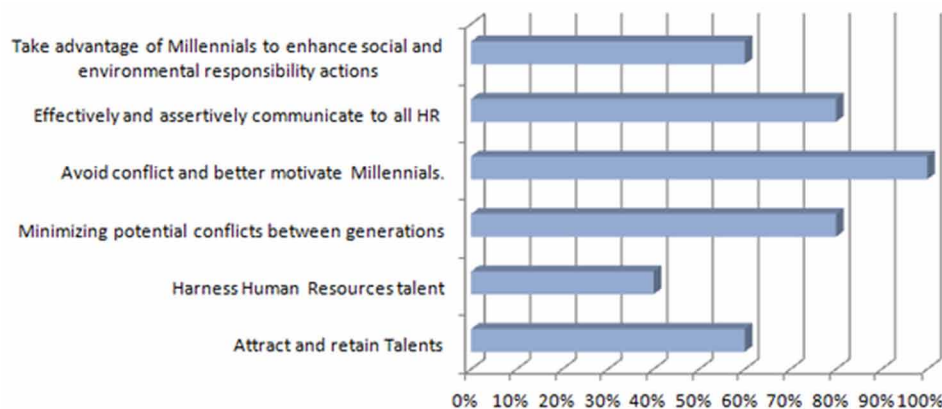 Take advantage of Millennials to enhance social and
environmental responsibility actions
Effectively and assertively communicate to all HR
Avoid conflict and better motivate Millennials.
Minimizing potential conflicts between generations
Harness Human Resources talent
Attract and retain Talents
0% 10% 20% 30% 40% 50% 60% 70% 80% 90% 100%